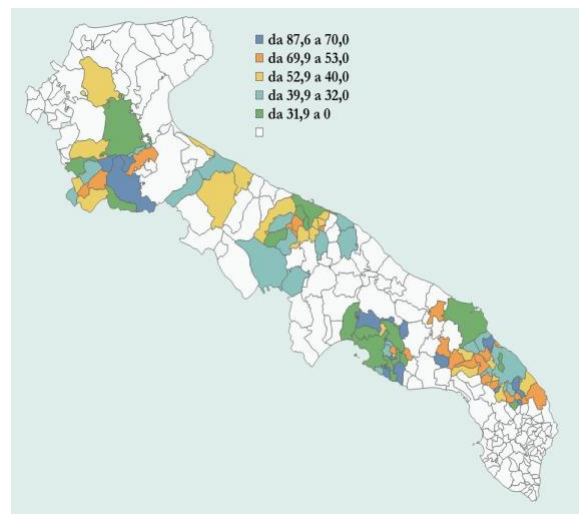 da 87,6 a 70,0
da 69,9 a 53,0
da 52,9 a 40,0
da 39,9 a 32,0
da 31,9 a 0